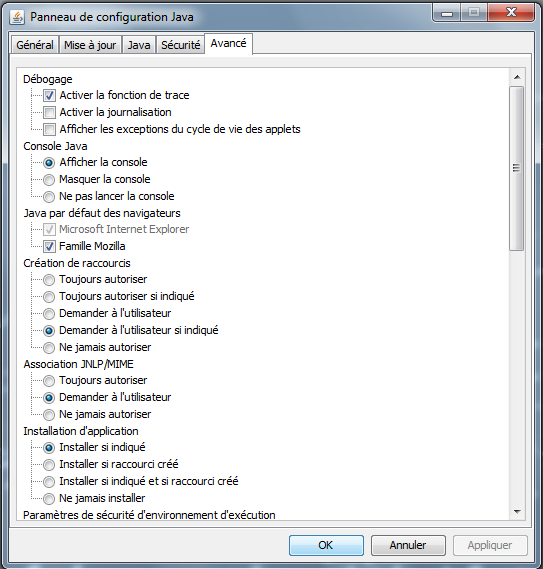 Panneau de configuration Java
Général Mise à jour Java Sécurité Avancé
Débogage
Activer la fonction de trace
Activer la journalisation
Afficher les exceptions du cycle de vie des applets
Console Java
Afficher la console
Masquer la console
Ne pas lancer la console
Java par défaut des navigateurs
Microsoft Internet Explorer
Famille Mozilla
Création de raccourcis
Toujours autoriser
Toujours autoriser si indiqué
Demander à l'utilisateur
Demander à l'utilisateur si indiqué
Ne jamais autoriser
Association JNLP/MIME
Toujours autoriser
Demander à l'utilisateur
Ne jamais autoriser
Installation d'application
Installer si indiqué
Installer si raccourci créé
Installer si indiqué et si raccourci créé
Ne jamais installer
Paramètres de sécurité d'environnement d'exécution
OK Annuler Appliquer